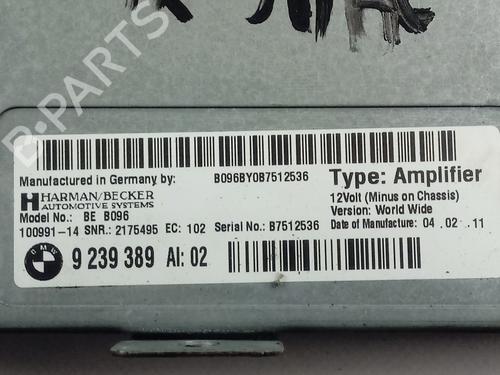 B-PARTS
Manufactured in Germany by: B096BY0B7512536 Type: Amplifier
HARMAN/BECKER
AUTOMOTIVE SYSTEMS
12Volt (Minus on Chassis)
Model No.: BE B096
Version: World Wide
100991-14 SNR.: 2175495 EC: 102 Serial No.: B7512536 Date of Manufacture: 04 . 02 . 11
BMW 9 239 389 AI: 02